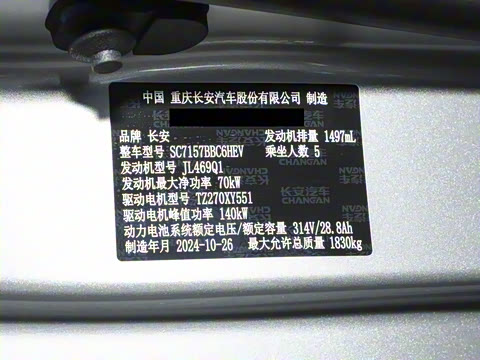 中国 重庆长安汽车股份有限公司 制造
品牌 长安 发动机排量 1497mL
整车型号 SC7157BBC6HEV 乘坐人数 5
发动机型号 JL469Q1
发动机最大净功率 70kW
驱动电机型号 TZ270XY551
驱动电机峰值功率 140kW
动力电池系统额定电压/额定容量 314V/28.8Ah
制造年月 2024-10-26 最大允许总质量 1830kg
长安汽车
CHANGAN